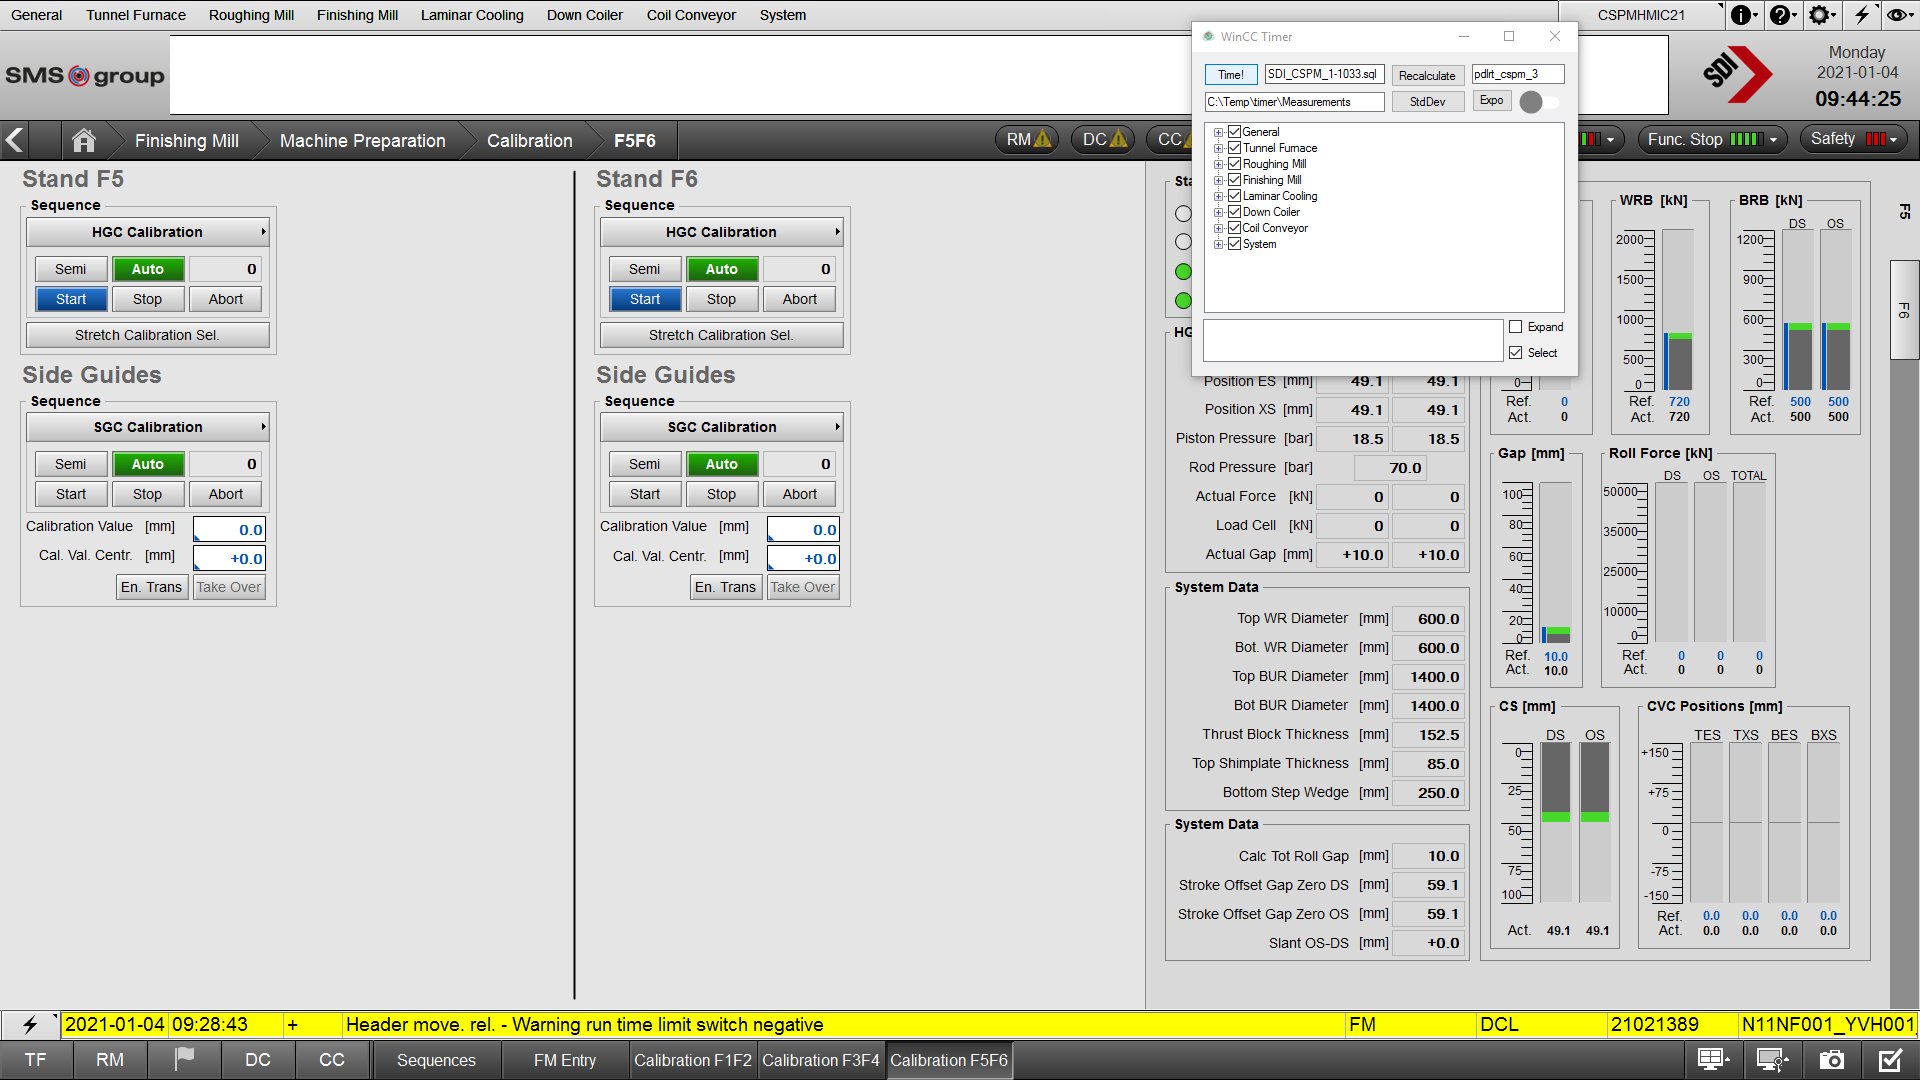 General Tunnel Furnace Roughing Mill Finishing Mill Laminar Cooling Down Coiler Coil Conveyor System CSPMHMIC21
SMS group
SDI
Monday
2021-01-04
09:44:25
Finishing Mill Machine Preparation Calibration F5F6 RM DC CC Func. Stop Safety
WinCC Timer
Time! SDI_CSPM_1-1033.sql Recalculate pdlrt_cspm_3
C:\Temp\timer\Measurements StdDev Expo
General
Tunnel Furnace
Roughing Mill
Finishing Mill
Laminar Cooling
Down Coiler
Coil Conveyor
System
Expand
Select
Stand F5
Sequence
HGC Calibration
Semi Auto 0
Start Stop Abort
Stretch Calibration Sel.
Side Guides
Sequence
SGC Calibration
Semi Auto 0
Start Stop Abort
Calibration Value [mm] 0.0
Cal. Val. Centr. [mm] +0.0
En. Trans Take Over
Stand F6
Sequence
HGC Calibration
Semi Auto 0
Start Stop Abort
Stretch Calibration Sel.
Side Guides
Sequence
SGC Calibration
Semi Auto 0
Start Stop Abort
Calibration Value [mm] 0.0
Cal. Val. Centr. [mm] +0.0
En. Trans Take Over
Sta
HG
Position ES [mm] 49.1 49.1
Position XS [mm] 49.1 49.1
Piston Pressure [bar] 18.5 18.5
Rod Pressure [bar] 70.0
Actual Force [kN] 0 0
Load Cell [kN] 0 0
Actual Gap [mm] +10.0 +10.0
System Data
Top WR Diameter [mm] 600.0
Bot. WR Diameter [mm] 600.0
Top BUR Diameter [mm] 1400.0
Bot BUR Diameter [mm] 1400.0
Thrust Block Thickness [mm] 152.5
Top Shimplate Thickness [mm] 85.0
Bottom Step Wedge [mm] 250.0
System Data
Calc Tot Roll Gap [mm] 10.0
Stroke Offset Gap Zero DS [mm] 59.1
Stroke Offset Gap Zero OS [mm] 59.1
Slant OS-DS [mm] +0.0
0
Ref. 0
Act. 0
WRB [kN]
2000
1500
1000
500
0
Ref. 720
Act. 720
BRB [kN]
DS OS
1200
900
600
300
0
Ref. 500 500
Act. 500 500
F5
F6
Gap [mm]
100
80
60
40
20
0
Ref. 10.0
Act. 10.0
Roll Force [kN]
DS OS TOTAL
50000
35000
25000
10000
0
Ref. 0 0 0
Act. 0 0 0
CS [mm]
DS OS
0
25
50
75
100
Act. 49.1 49.1
CVC Positions [mm]
TES TXS BES BXS
+150
+75
0
-75
-150
Ref. 0.0 0.0 0.0 0.0
Act. 0.0 0.0 0.0 0.0
2021-01-04 09:28:43 + Header move. rel. - Warning run time limit switch negative FM DCL 21021389 N11NF001_YVH001_
TF RM DC CC Sequences FM Entry Calibration F1F2 Calibration F3F4 Calibration F5F6